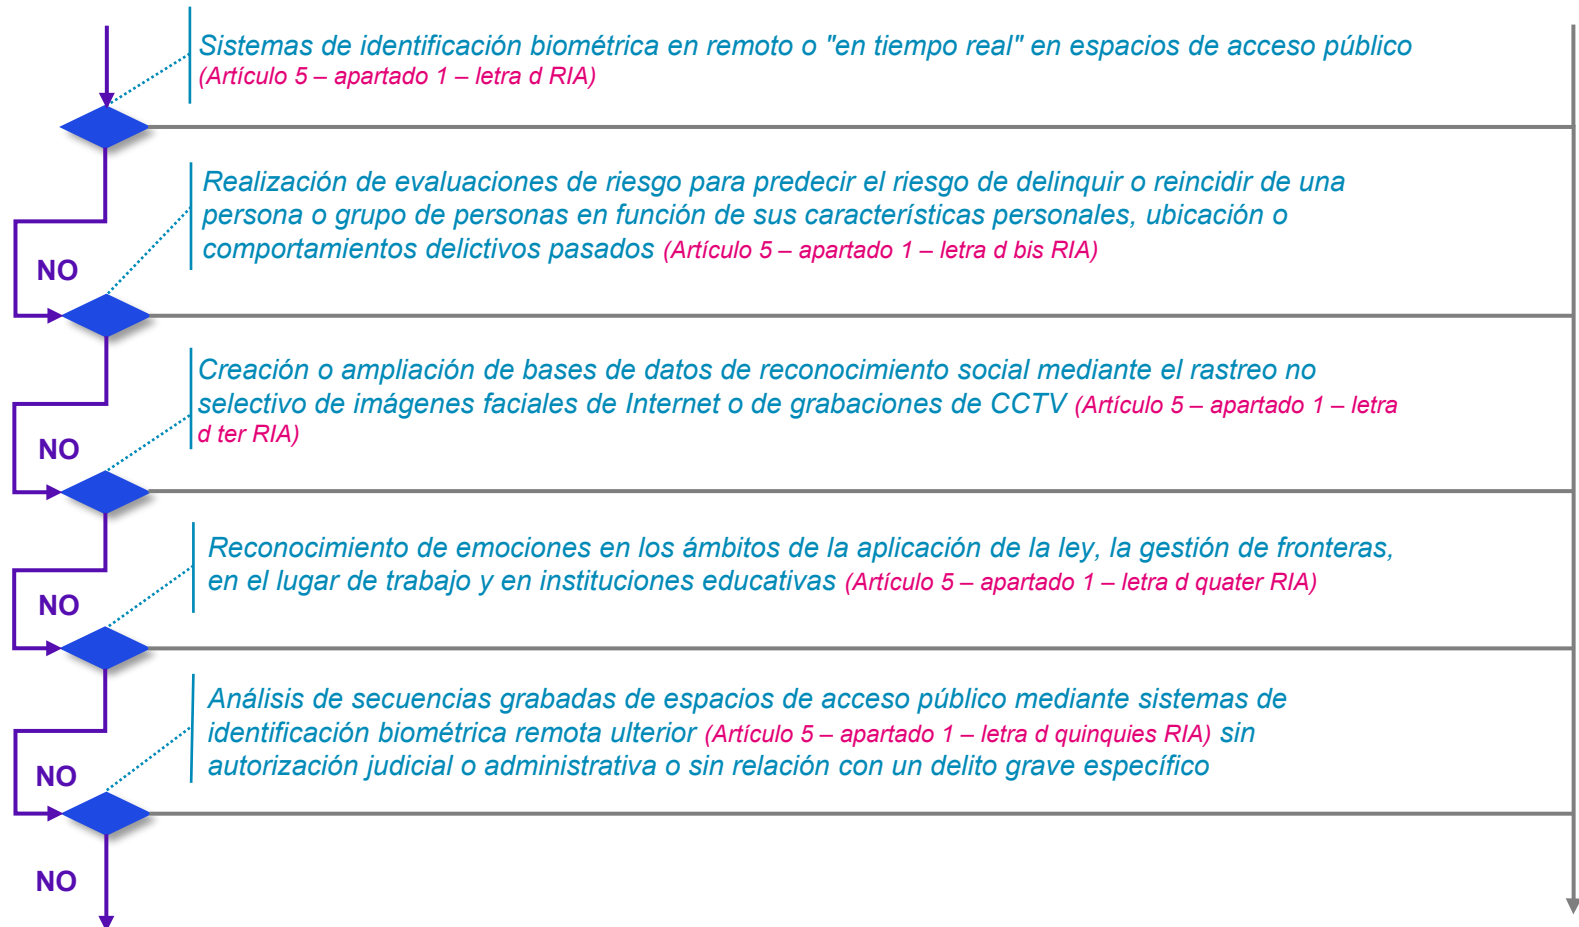 Sistemas de identificación biométrica en remoto o "en tiempo real" en espacios de acceso público
(Artículo 5 – apartado 1 – letra d RIA)
Realización de evaluaciones de riesgo para predecir el riesgo de delinquir o reincidir de una
persona o grupo de personas en función de sus características personales, ubicación o
comportamientos delictivos pasados (Artículo 5 – apartado 1 – letra d bis RIA)
NO
Creación o ampliación de bases de datos de reconocimiento social mediante el rastreo no
selectivo de imágenes faciales de Internet o de grabaciones de CCTV (Artículo 5 – apartado 1 – letra
d ter RIA)
NO
Reconocimiento de emociones en los ámbitos de la aplicación de la ley, la gestión de fronteras,
en el lugar de trabajo y en instituciones educativas (Artículo 5 – apartado 1 – letra d quater RIA)
NO
Análisis de secuencias grabadas de espacios de acceso público mediante sistemas de
identificación biométrica remota ulterior (Artículo 5 – apartado 1 – letra d quinquies RIA) sin
autorización judicial o administrativa o sin relación con un delito grave específico
NO
NO